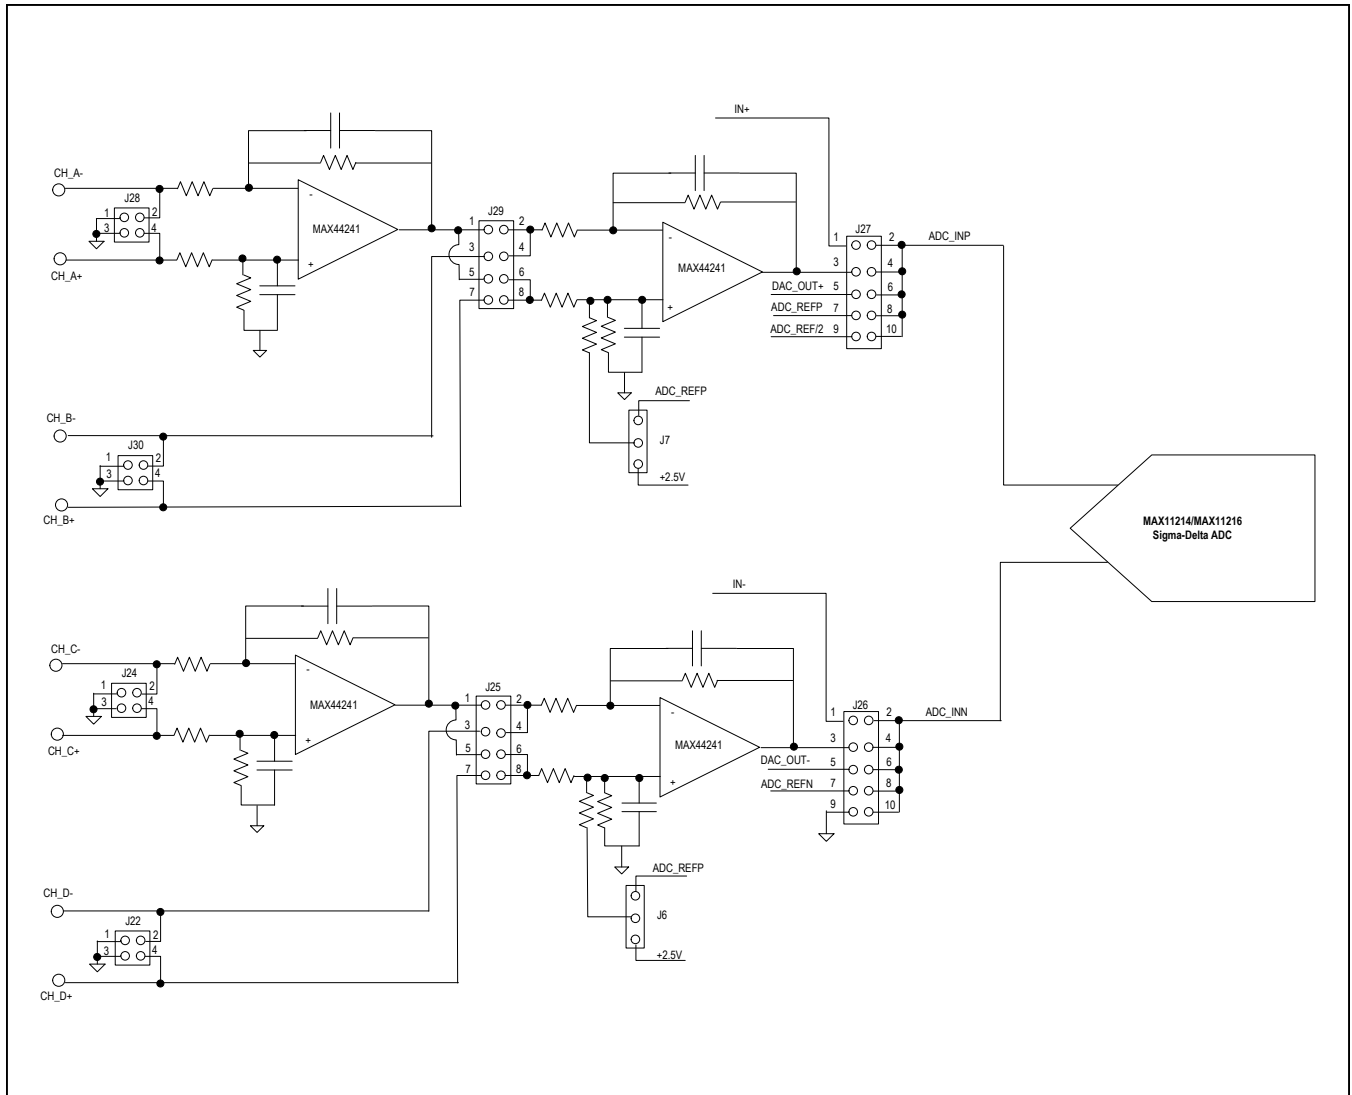 IN+
CH_A-
J28
1 2
3 4
CH_A+
-
MAX44241
+
J29
1 2
3 4
5 6
7 8
-
MAX44241
+
J27
1 2
3 4
DAC_OUT+ 5 6
ADC_REFP 7 8
ADC_REF/2 9 10
ADC_INP
ADC_REFP
J7
+2.5V
CH_B-
J30
1 2
3 4
CH_B+
MAX11214/MAX11216
Sigma-Delta ADC
IN-
CH_C-
J24
1 2
3 4
CH_C+
-
MAX44241
+
J25
1 2
3 4
5 6
7 8
-
MAX44241
+
J26
1 2
3 4
DAC_OUT- 5 6
ADC_REFN 7 8
9 10
ADC_INN
ADC_REFP
J6
+2.5V
CH_D-
J22
1 2
3 4
CH_D+